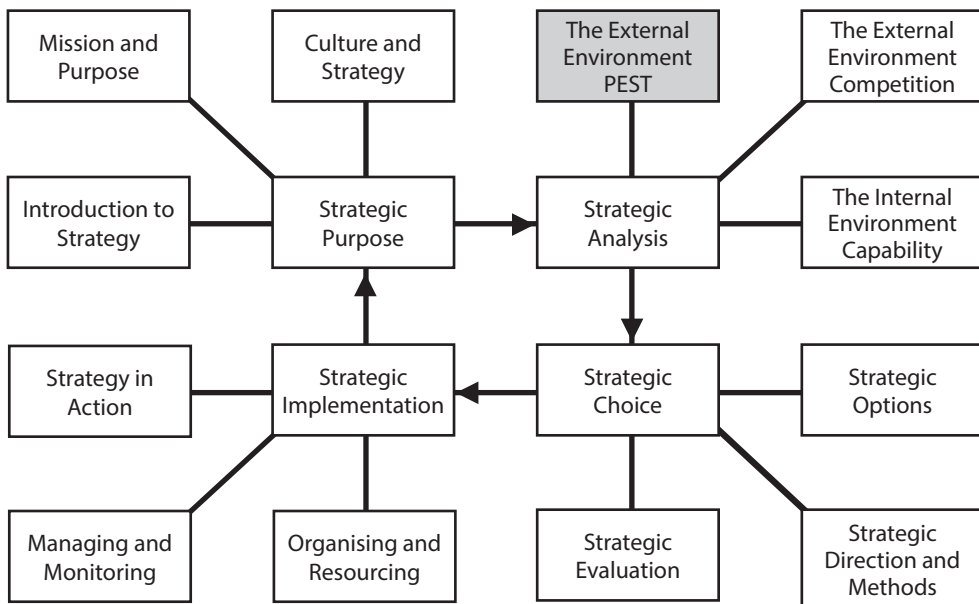 Mission and
Purpose
Culture and
Strategy
The External
Environment
PEST
The External
Environment
Competition
Introduction to
Strategy
Strategic
Purpose
Strategic
Analysis
The Internal
Environment
Capability
Strategy in
Action
Strategic
Implementation
Strategic
Choice
Strategic
Options
Managing and
Monitoring
Organising and
Resourcing
Strategic
Evaluation
Strategic
Direction and
Methods